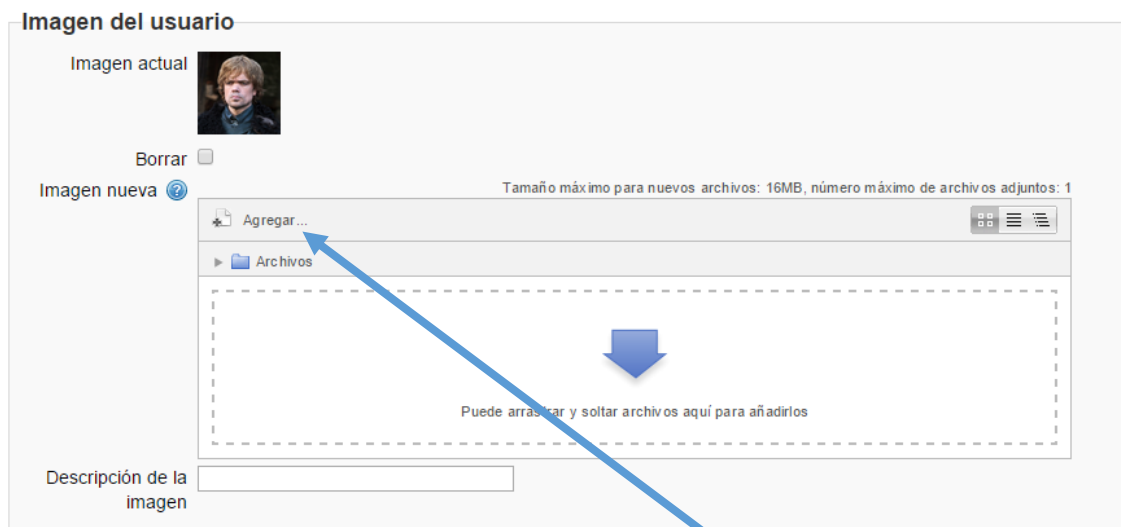 Imagen del usuario
Imagen actual
Borrar
Imagen nueva
Tamaño máximo para nuevos archivos: 16MB, número máximo de archivos adjuntos: 1
Agregar...
Archivos
Puede arrastrar y soltar archivos aquí para añadirlos
Descripción de la
imagen